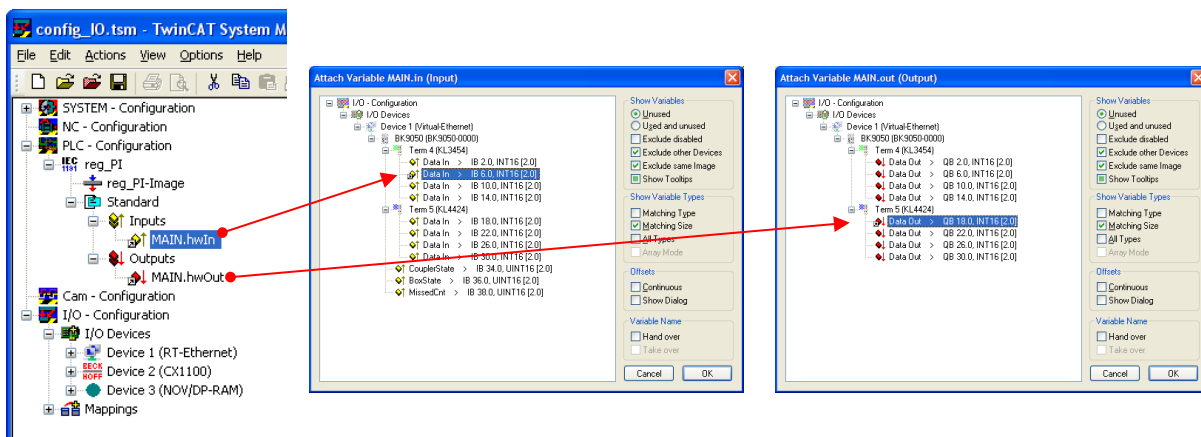 config_IO.tsm - TwinCAT System M
File Edit Actions View Options Help
SYSTEM - Configuration
NC - Configuration
PLC - Configuration
IEC 1131 reg_PI
reg_PI-Image
Standard
Inputs
MAIN.hwIn
Outputs
MAIN.hwOut
Cam - Configuration
I/O - Configuration
I/O Devices
Device 1 (RT-Ethernet)
BECK HOFF Device 2 (CX1100)
Device 3 (NOV/DP-RAM)
Mappings
Attach Variable MAIN.in (Input)
I/O - Configuration
I/O Devices
Device 1 (Virtual-Ethernet)
BK9050 (BK9050-0000)
Term 4 (KL3454)
Data In > IB 2.0, INT16 [2.0]
Data In > IB 6.0, INT16 [2.0]
Data In > IB 10.0, INT16 [2.0]
Data In > IB 14.0, INT16 [2.0]
Term 5 (KL4424)
Data In > IB 18.0, INT16 [2.0]
Data In > IB 22.0, INT16 [2.0]
Data In > IB 26.0, INT16 [2.0]
Data In > IB 30.0, INT16 [2.0]
CouplerState > IB 34.0, UINT16 [2.0]
BoxState > IB 36.0, UINT16 [2.0]
MissedCnt > IB 38.0, UINT16 [2.0]
Show Variables
Unused
Used and unused
Exclude disabled
Exclude other Devices
Exclude same Image
Show Tooltips
Show Variable Types
Matching Type
Matching Size
All Types
Array Mode
Offsets
Continuous
Show Dialog
Variable Name
Hand over
Take over
Cancel OK
Attach Variable MAIN.out (Output)
I/O - Configuration
I/O Devices
Device 1 (Virtual-Ethernet)
BK9050 (BK9050-0000)
Term 4 (KL3454)
Data Out > QB 2.0, INT16 [2.0]
Data Out > QB 6.0, INT16 [2.0]
Data Out > QB 10.0, INT16 [2.0]
Data Out > QB 14.0, INT16 [2.0]
Term 5 (KL4424)
Data Out > QB 18.0, INT16 [2.0]
Data Out > QB 22.0, INT16 [2.0]
Data Out > QB 26.0, INT16 [2.0]
Data Out > QB 30.0, INT16 [2.0]
Show Variables
Unused
Used and unused
Exclude disabled
Exclude other Devices
Exclude same Image
Show Tooltips
Show Variable Types
Matching Type
Matching Size
All Types
Array Mode
Offsets
Continuous
Show Dialog
Variable Name
Hand over
Take over
Cancel OK